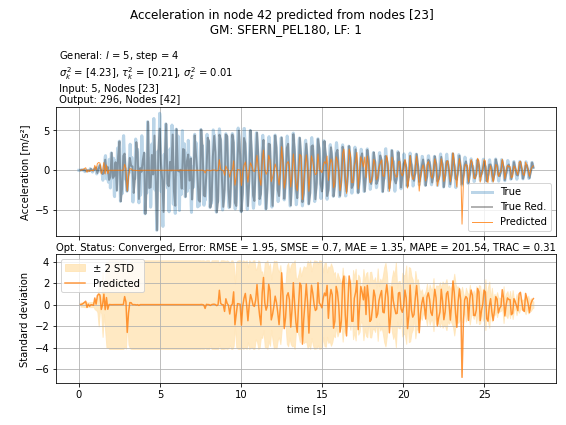 Acceleration in node 42 predicted from nodes [23]
GM: SFERN_PEL180, LF: 1
General: l = 5, step = 4
σ²ₖ = [4.23], τ²ₖ = [0.21], σ²ₑ = 0.01
Input: 5, Nodes [23]
Output: 296, Nodes [42]
Acceleration [m/s²]
5
0
−5
True
True Red.
Predicted
Opt. Status: Converged, Error: RMSE = 1.95, SMSE = 0.7, MAE = 1.35, MAPE = 201.54, TRAC = 0.31
Standard deviation
4
2
0
−2
−4
−6
± 2 STD
Predicted
0 5 10 15 20 25
time [s]